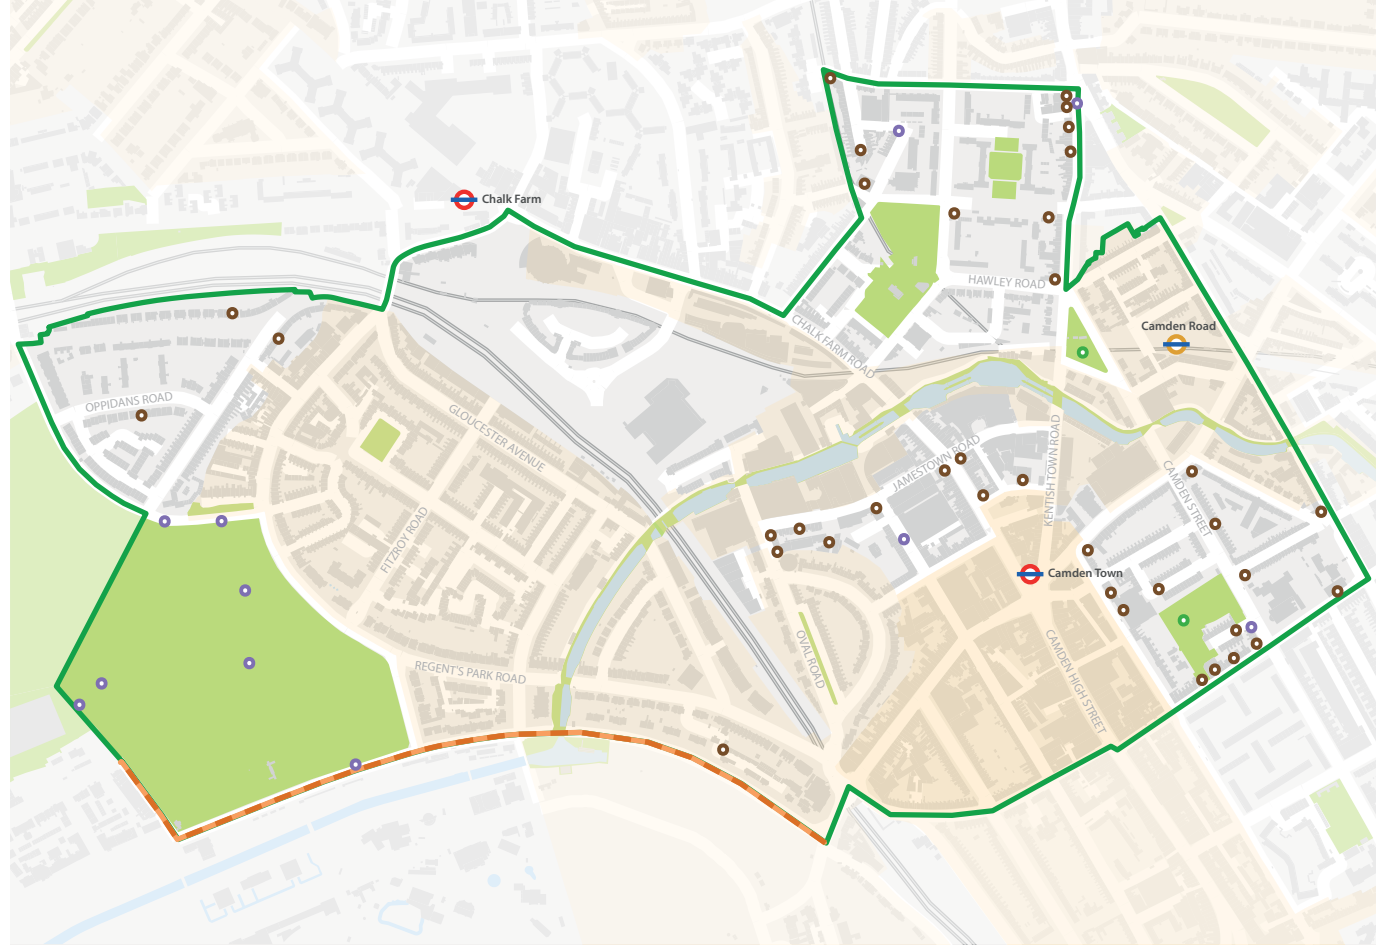 Chalk Farm
HAWLEY ROAD
CHALK FARM ROAD
Camden Road
OPPIDANS ROAD
GLOUCESTER AVENUE
JAMESTOWN ROAD
KENTISH TOWN ROAD
CAMDEN STREET
FITZROY ROAD
Camden Town
OVAL ROAD
CAMDEN HIGH STREET
REGENT'S PARK ROAD